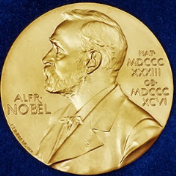 ALFR·
NOBEL
NAT·
MDCCC
XXXIII
OB·
MDCCC
XCVI